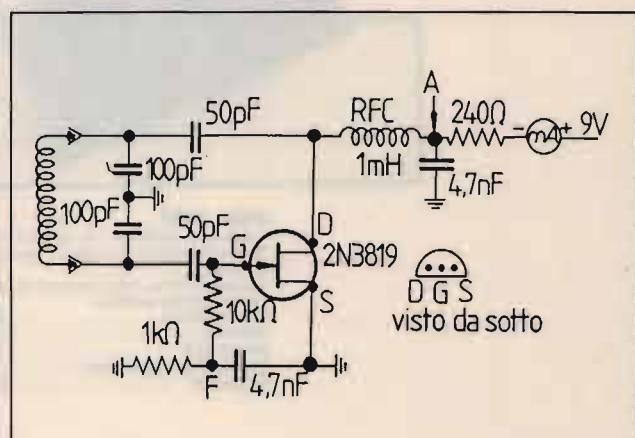 A
50pF
RFC
240Ω
- mA + 9V
1mH
100pF
4,7nF
100pF
50pF
G
D
2N3819
S
10kΩ
D G S
visto da sotto
1kΩ
F
4,7nF